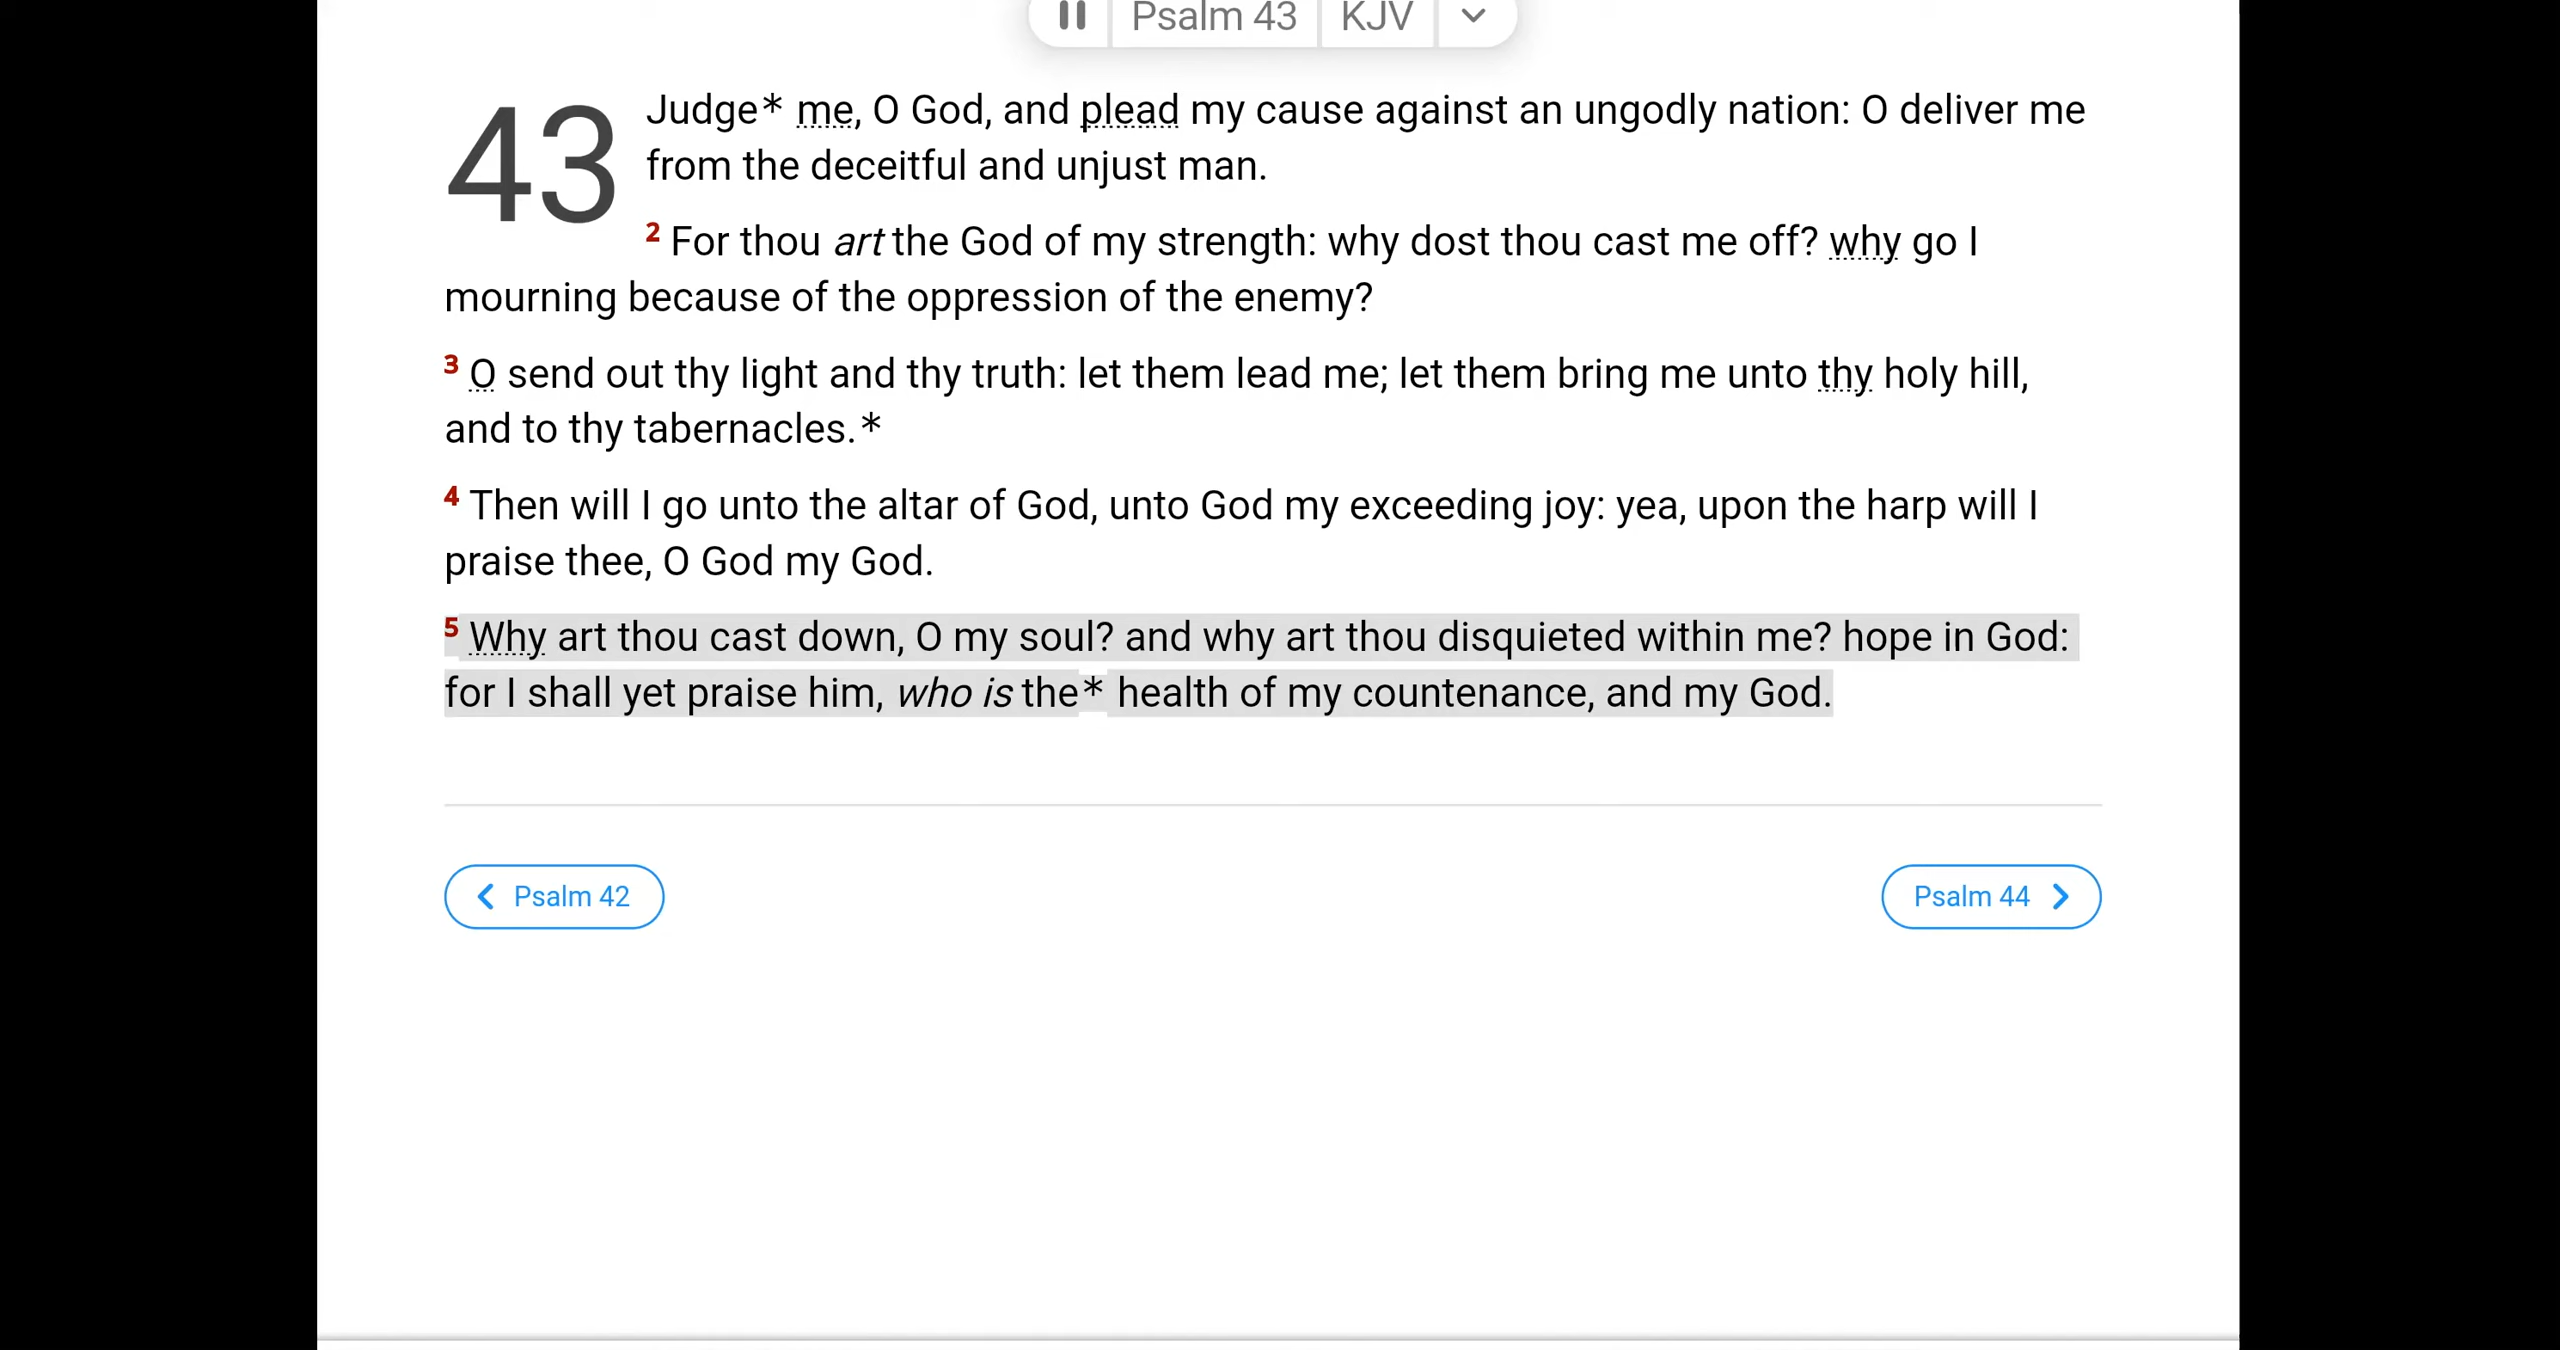 Psalm 43 KJV
43
Judge* me, O God, and plead my cause against an ungodly nation: O deliver me
from the deceitful and unjust man.
2 For thou art the God of my strength: why dost thou cast me off? why go I
mourning because of the oppression of the enemy?
3 O send out thy light and thy truth: let them lead me; let them bring me unto thy holy hill,
and to thy tabernacles.*
4 Then will I go unto the altar of God, unto God my exceeding joy: yea, upon the harp will I
praise thee, O God my God.
5 Why art thou cast down, O my soul? and why art thou disquieted within me? hope in God:
for I shall yet praise him, who is the* health of my countenance, and my God.
Psalm 42
Psalm 44